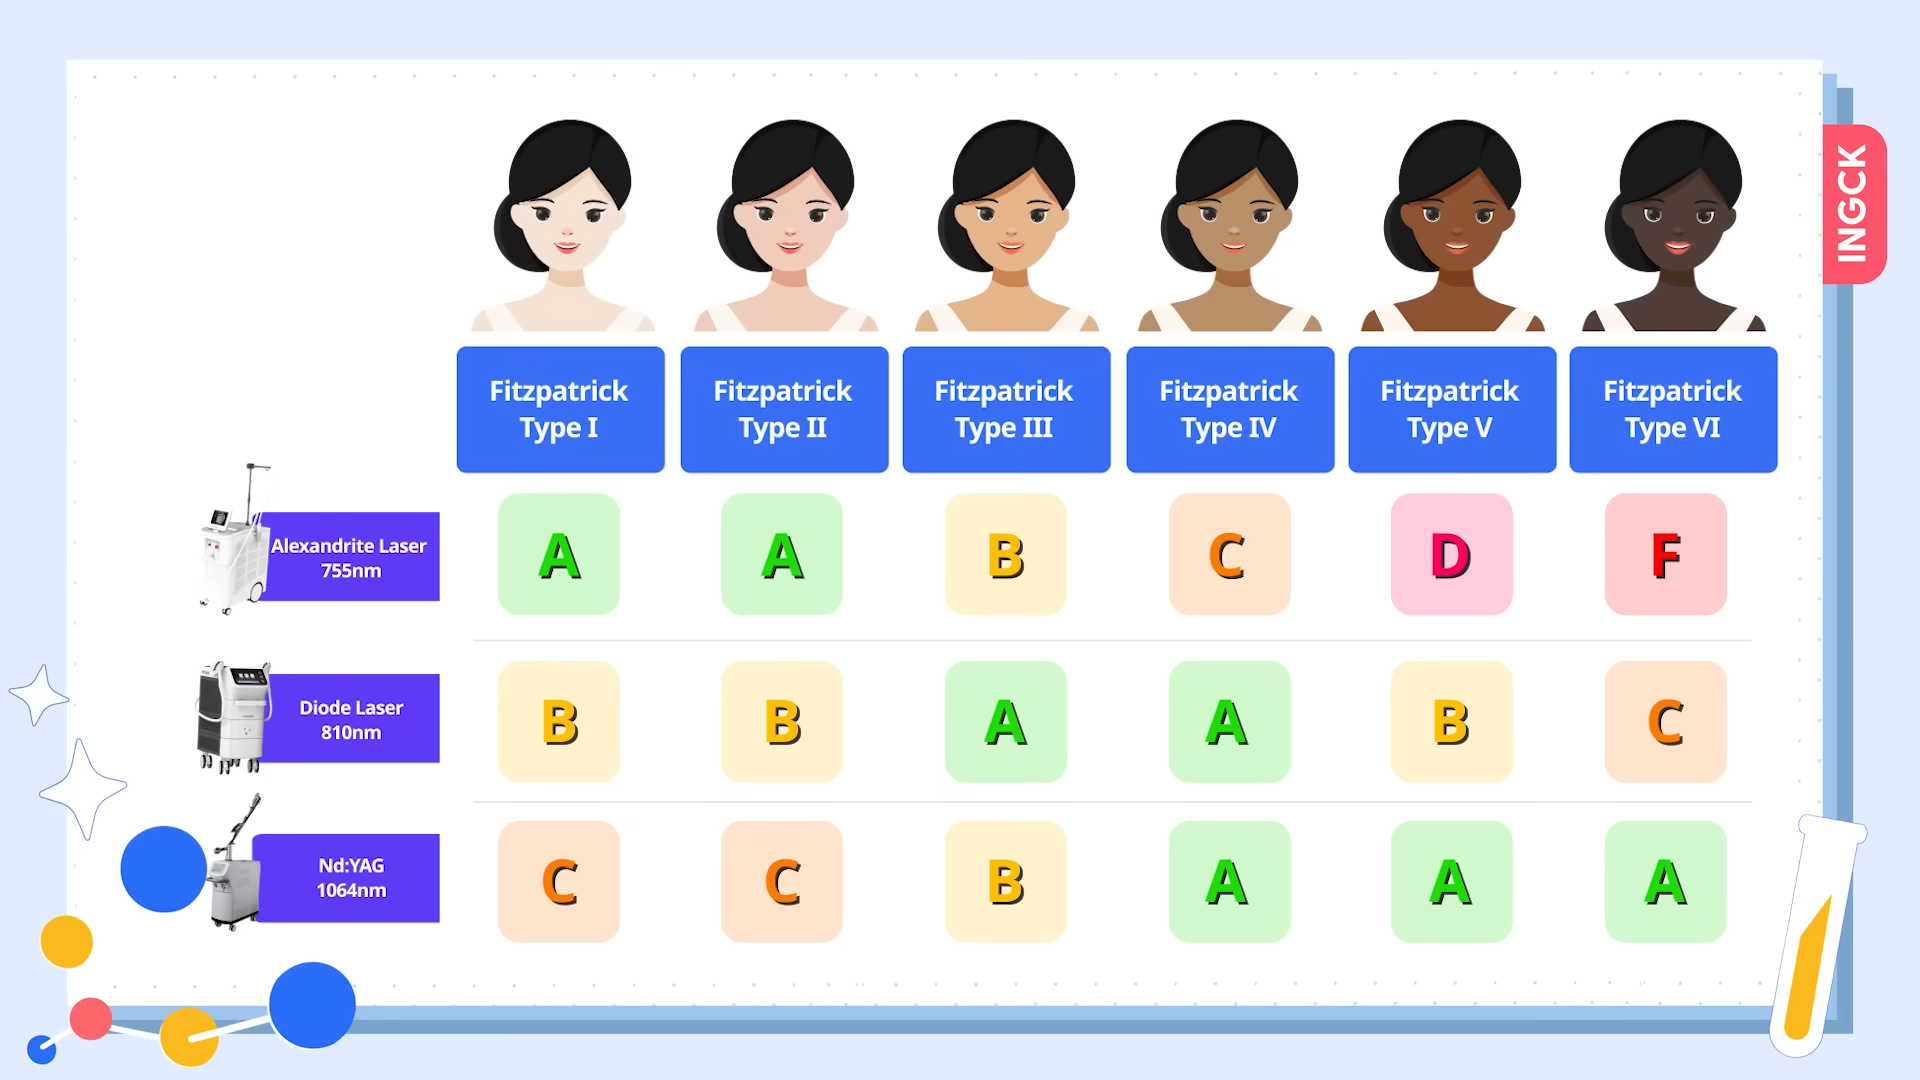 INGCK
Fitzpatrick
Type I
Fitzpatrick
Type II
Fitzpatrick
Type III
Fitzpatrick
Type IV
Fitzpatrick
Type V
Fitzpatrick
Type VI
Alexandrite Laser
755nm
A A B C D F
Diode Laser
810nm
B B A A B C
Nd:YAG
1064nm
C C B A A A